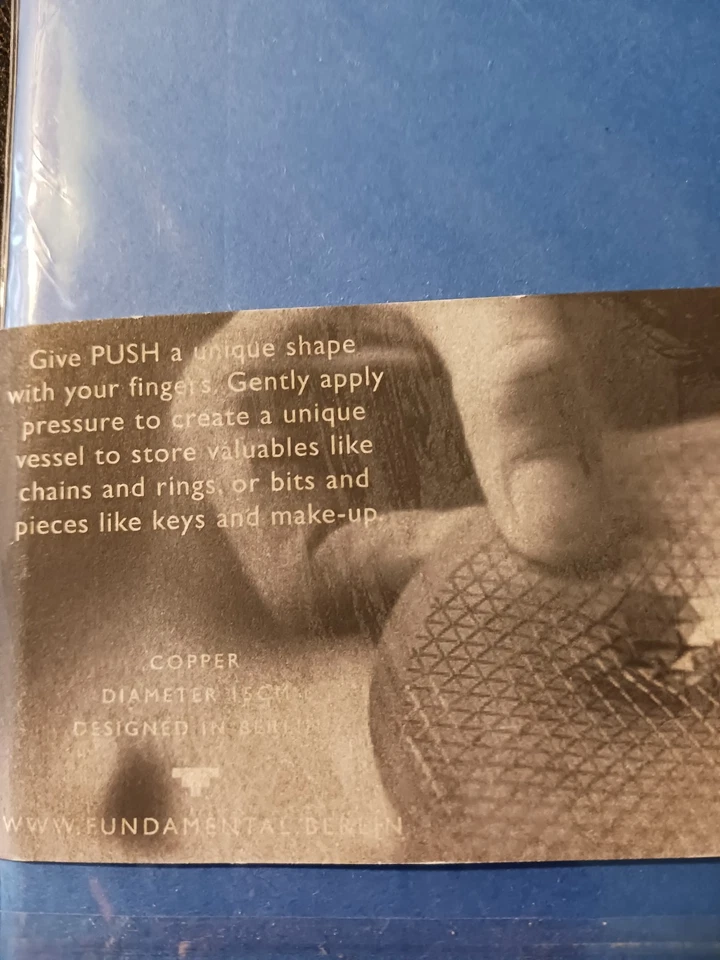 Give PUSH a unique shape
with your fingers. Gently apply
pressure to create a unique
vessel to store valuables like
chains and rings, or bits and
pieces like keys and make-up.
COPPER
DIAMETER 15CM
DESIGNED IN BERLIN
WWW.FUNDAMENTAL.BERLIN